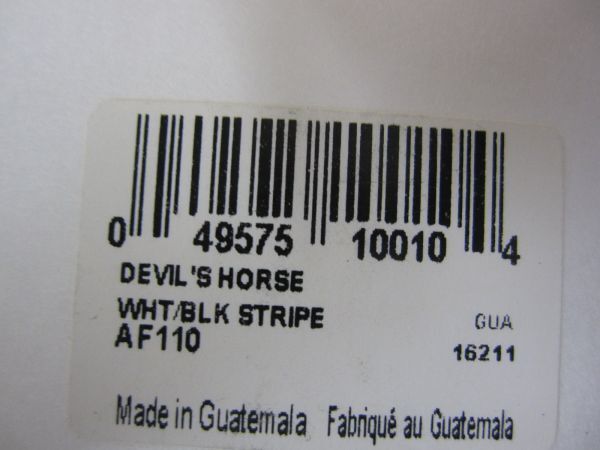 0 49575 10010 4
DEVIL'S HORSE
WHT/BLK STRIPE GUA
AF110 16211
Made in Guatemala Fabriqué au Guatemala